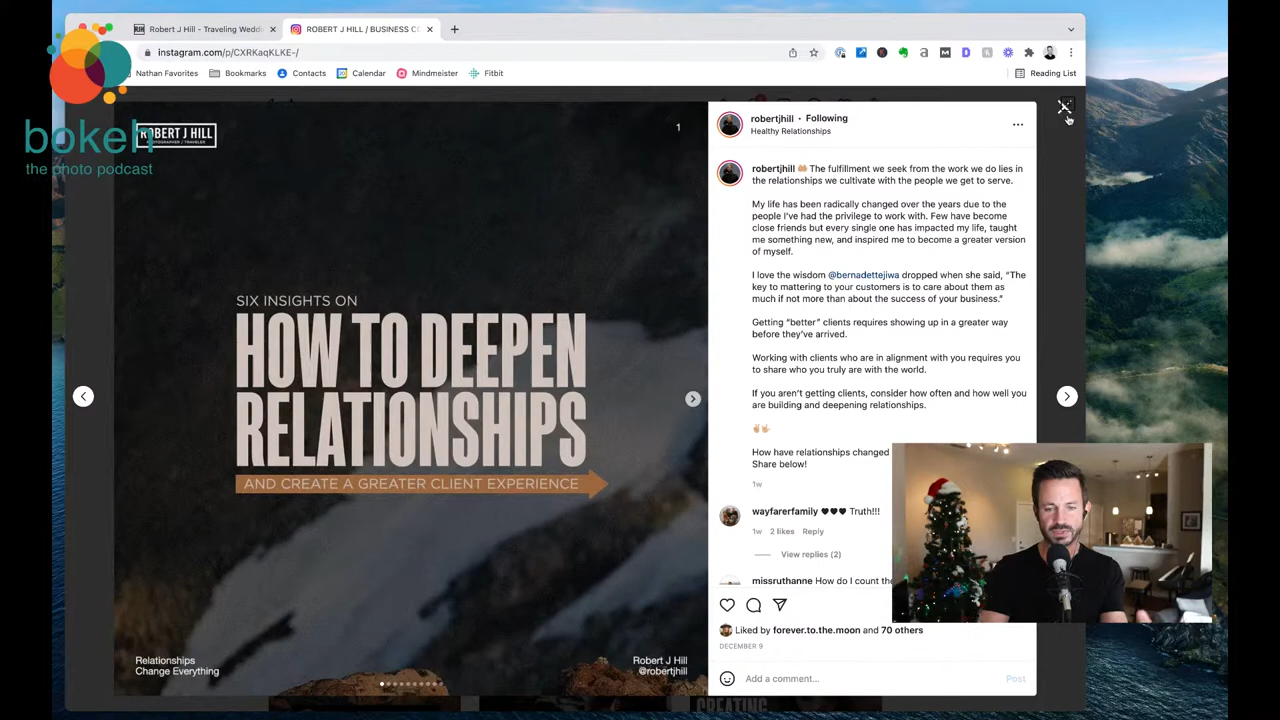 Robert J Hill - Traveling Wedd
ROBERT J HILL / BUSINESS CO
instagram.com/p/CXRKaqKLKE-/
Nathan Favorites
Bookmarks
Contacts
Calendar
Mindmeister
Fitbit
Reading List
bokeh
the photo podcast
ROBERT J HILL
PHOTOGRAPHER / TRAVELER
1
SIX INSIGHTS ON
HOW TO DEEPEN
RELATIONSHIPS
AND CREATE A GREATER CLIENT EXPERIENCE
Relationships
Change Everything
Robert J Hill
@robertjhill
robertjhill • Following
Healthy Relationships
robertjhill 🤲🏼 The fulfillment we seek from the work we do lies in
the relationships we cultivate with the people we get to serve.
My life has been radically changed over the years due to the
people I've had the privilege to work with. Few have become
close friends but every single one has impacted my life, taught
me something new, and inspired me to become a greater version
of myself.
I love the wisdom @bernadettejiwa dropped when she said, "The
key to mattering to your customers is to care about them as
much if not more than about the success of your business."
Getting "better" clients requires showing up in a greater way
before they've arrived.
Working with clients who are in alignment with you requires you
to share who you truly are with the world.
If you aren't getting clients, consider how often and how well you
are building and deepening relationships.
✌🏼🤟🏼
How have relationships changed
Share below!
1w
wayfarerfamily 🖤🖤🖤 Truth!!!
1w 2 likes Reply
View replies (2)
missruthanne How do I count the
Liked by forever.to.the.moon and 70 others
DECEMBER 9
Add a comment...
Post
CREATING